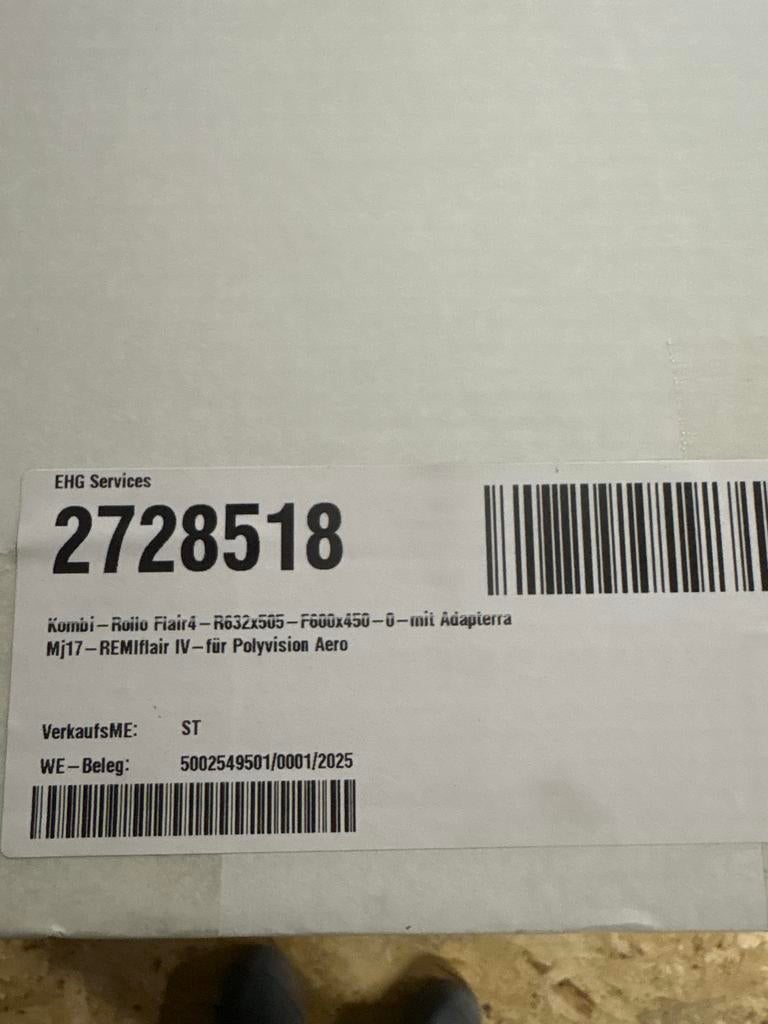 EHG Services
2728518
Kombi-Rollo Flair4-R632x505-F600x450-0-mit Adapterra
Mj17-REMIflair IV-für Polyvision Aero
VerkaufsME: ST
WE-Beleg: 5002549501/0001/2025